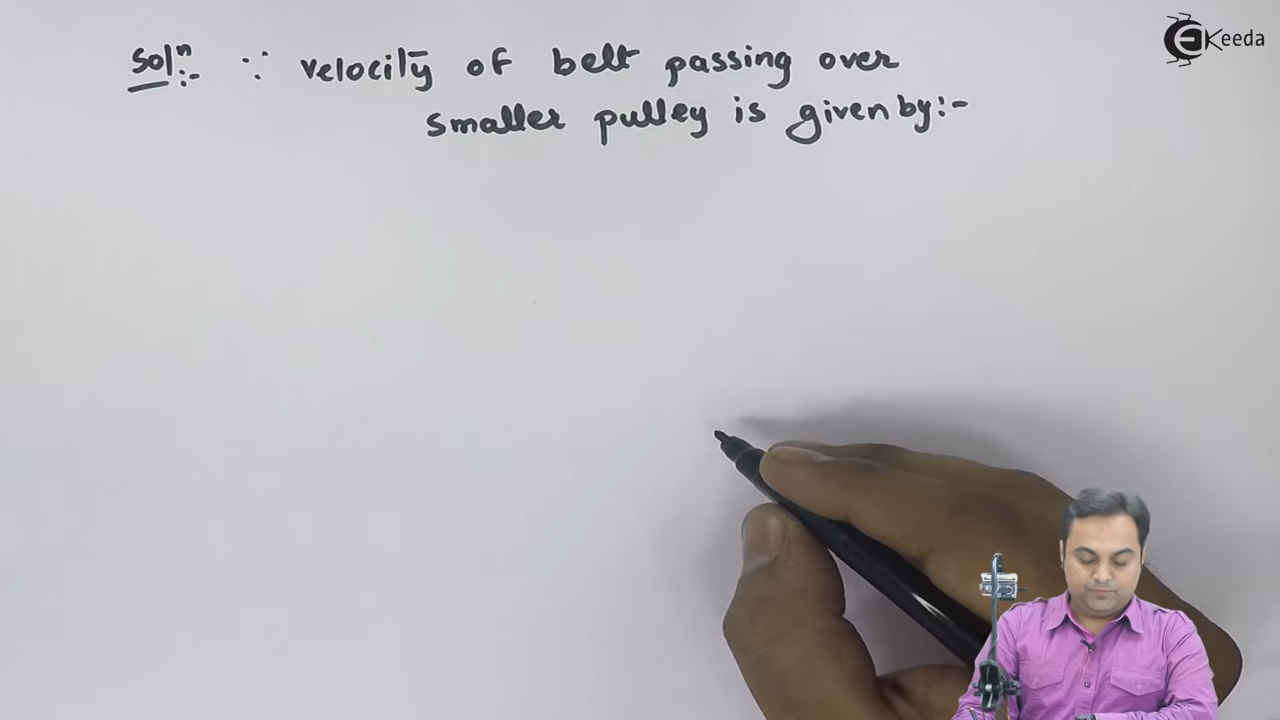 Solⁿ:- ∵ velocity of belt passing over
smaller pulley is given by:-
EKeeda